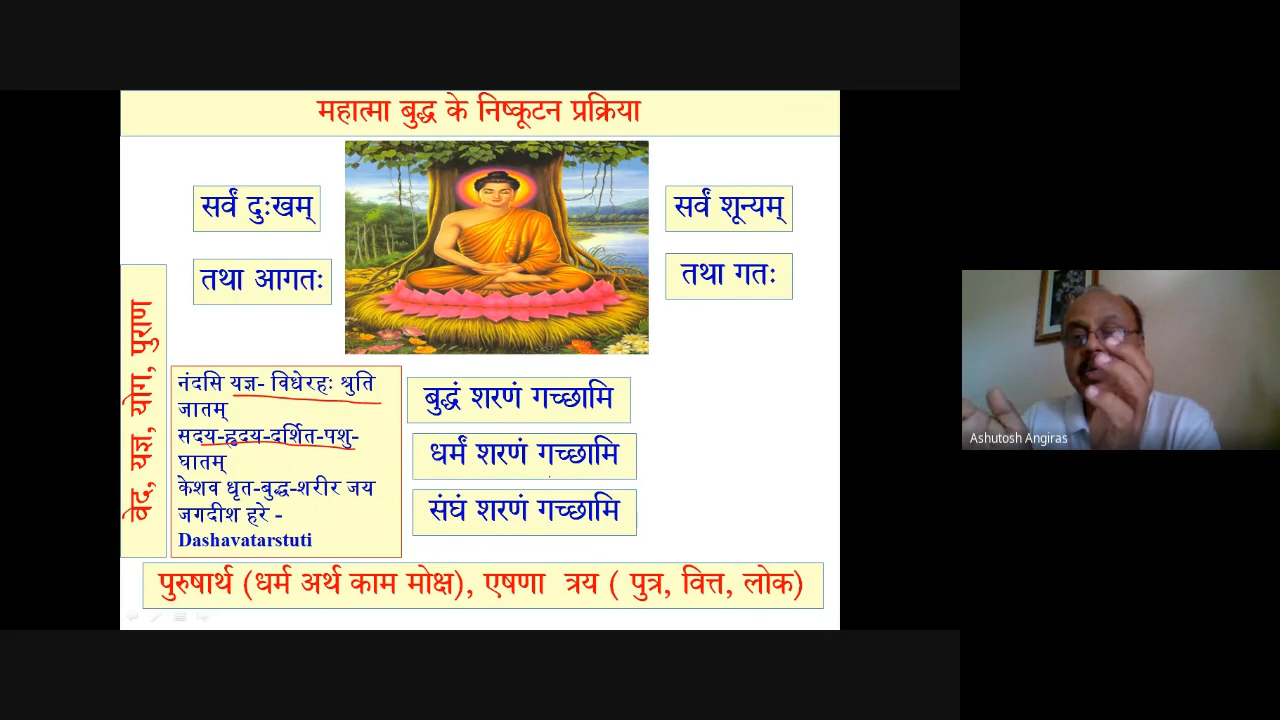 महात्मा बुद्ध के निष्कूटन प्रक्रिया
सर्वं दुःखम्
सर्वं शून्यम्
तथा आगतः
तथा गतः
वेद, यज्ञ, योग, पुराण
नंदसि यज्ञ- विधेरहः श्रुति
जातम्
सदय-हृदय-दर्शित-पशु-
घातम्
केशव धृत-बुद्ध-शरीर जय
जगदीश हरे -
Dashavatarstuti
बुद्धं शरणं गच्छामि
धर्मं शरणं गच्छामि
संघं शरणं गच्छामि
पुरुषार्थ (धर्म अर्थ काम मोक्ष), एषणा त्रय ( पुत्र, वित्त, लोक)
Ashutosh Angiras